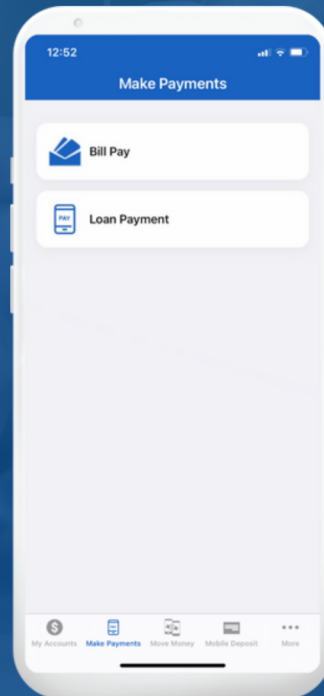 12:52
Make Payments
Bill Pay
PAY
Loan Payment
My Accounts Make Payments Move Money Mobile Deposit More